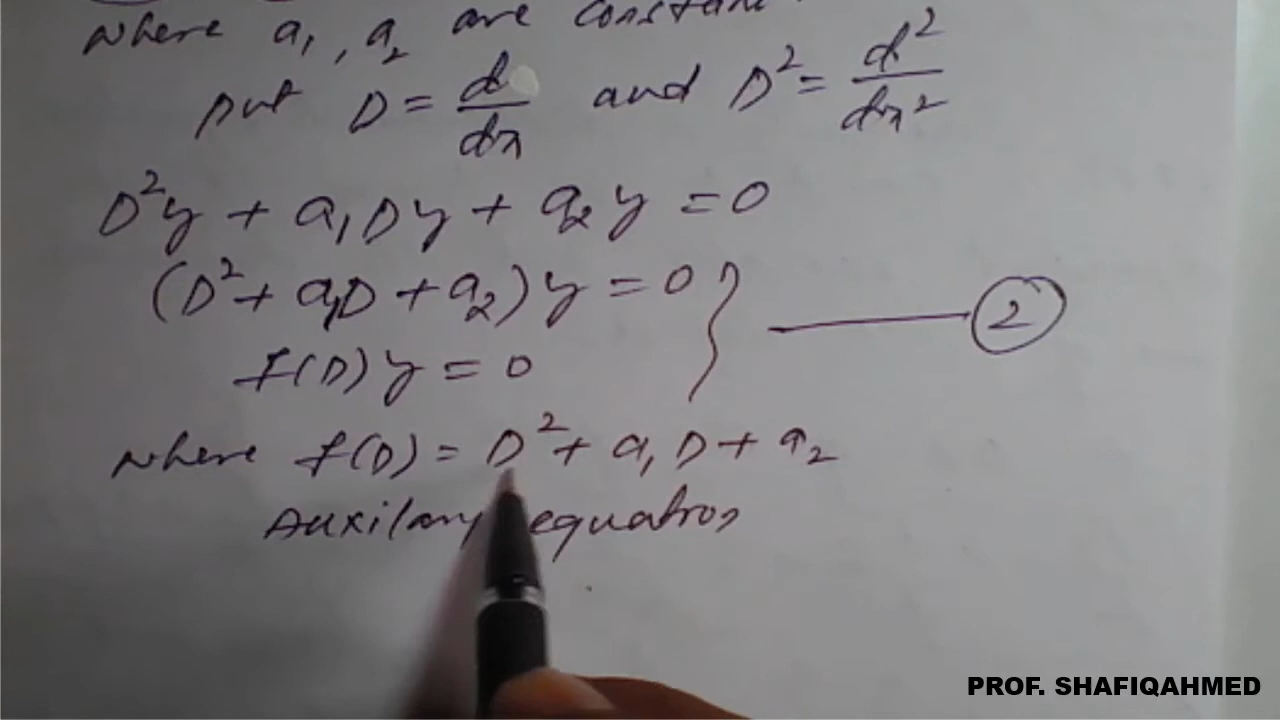 where a₁, a₂ are constant
put D = d/dx and D² = d²/dx²
D²y + a₁Dy + a₂y = 0
(D² + a₁D + a₂)y = 0
f(D)y = 0
2
where f(D) = D² + a₁D + a₂
Auxilary equation
PROF. SHAFIQAHMED